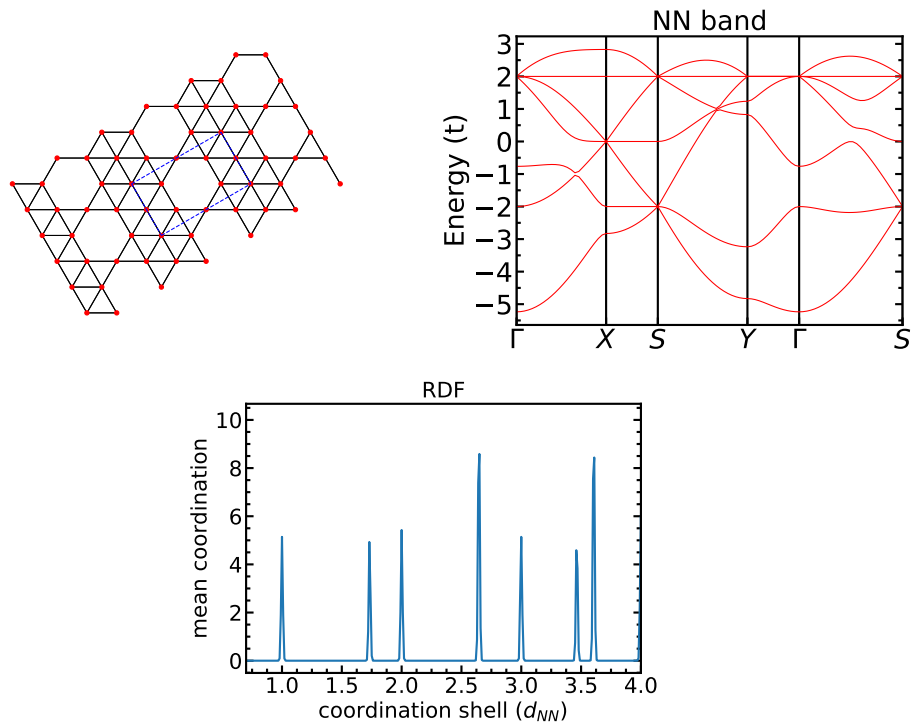 NN band
Energy (t)
3
2
1
0
−1
−2
−3
−4
−5
Γ X S Y Γ S
RDF
mean coordination
10
8
6
4
2
0
1.0 1.5 2.0 2.5 3.0 3.5 4.0
coordination shell (d_NN)